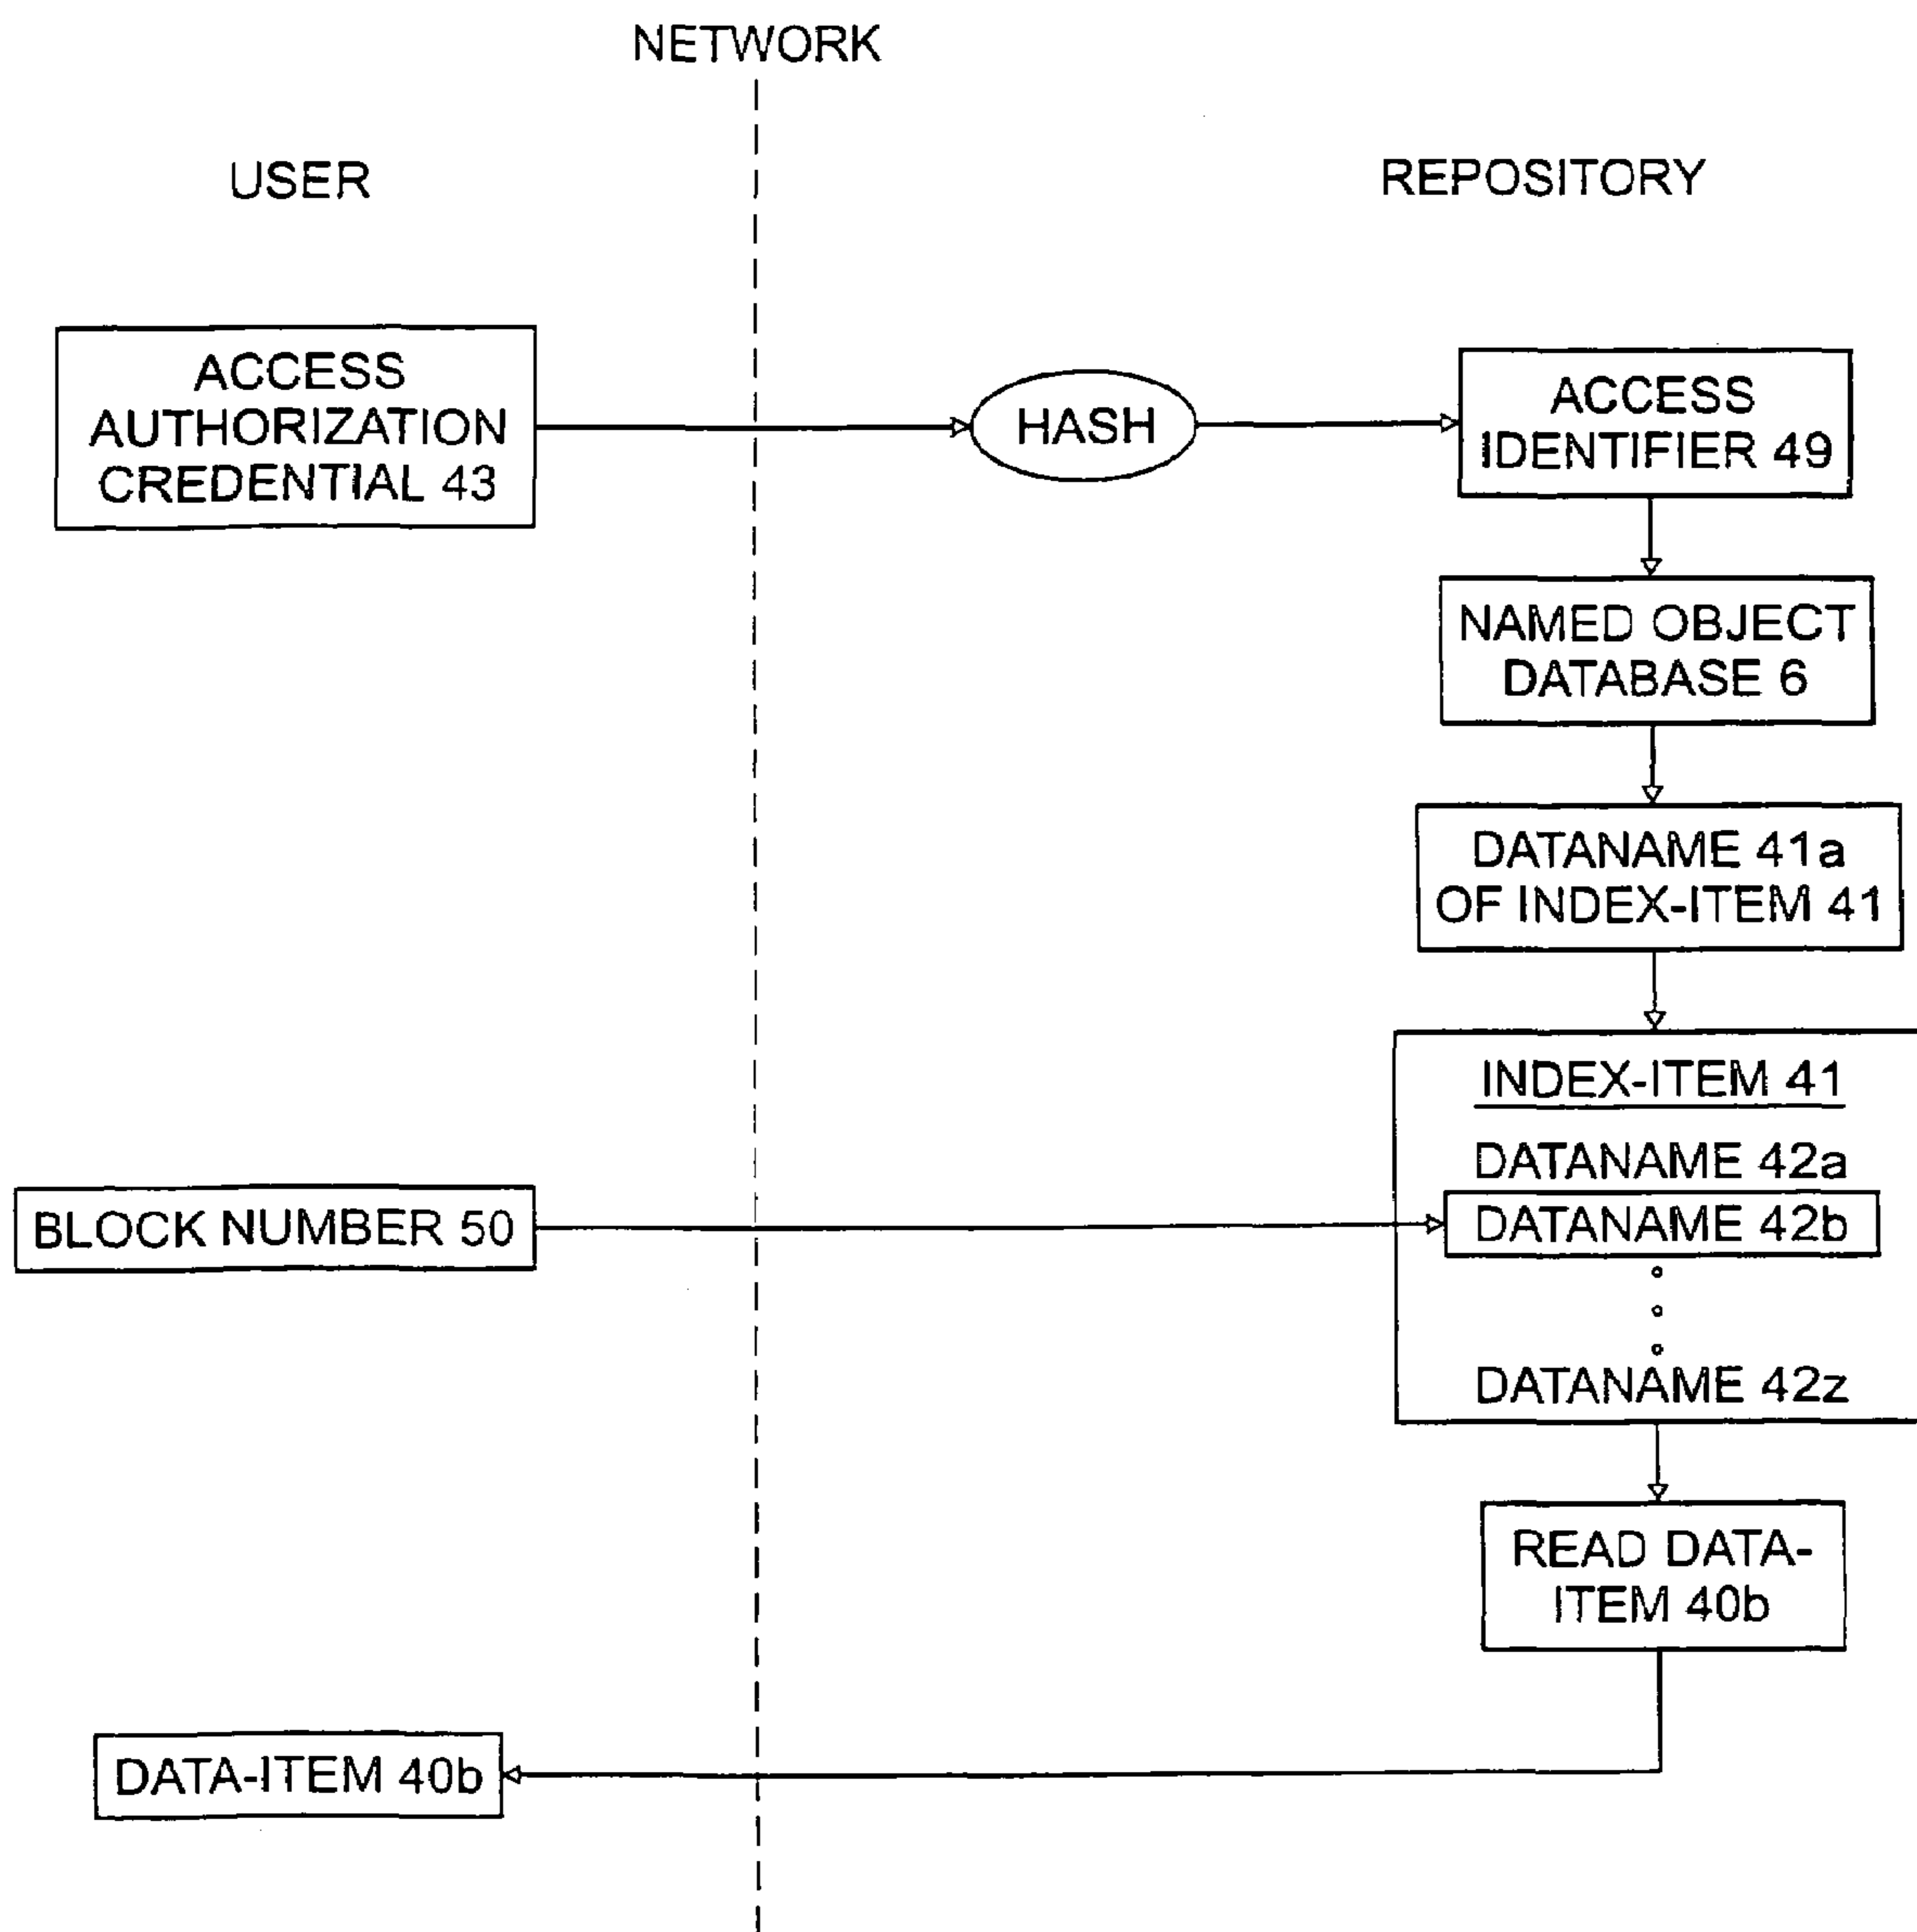 NETWORK
USER
REPOSITORY
ACCESS
AUTHORIZATION
CREDENTIAL 43
HASH
ACCESS
IDENTIFIER 49
NAMED OBJECT
DATABASE 6
DATANAME 41a
OF INDEX-ITEM 41
INDEX-ITEM 41
DATANAME 42a
BLOCK NUMBER 50
DATANAME 42b
DATANAME 42z
READ DATA-
ITEM 40b
DATA-ITEM 40b